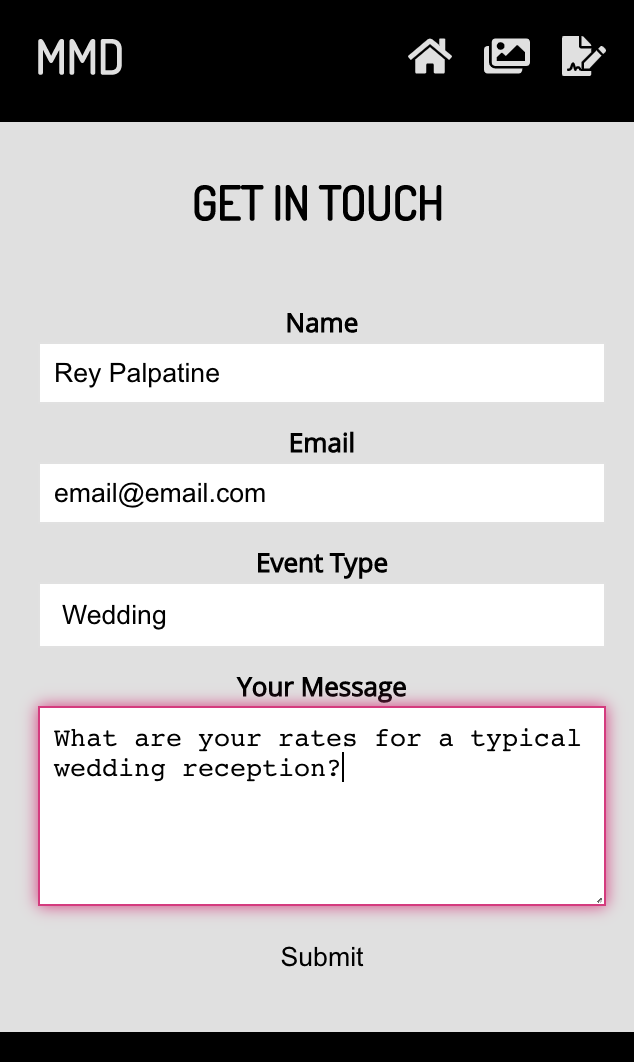 MMD
GET IN TOUCH
Name
Rey Palpatine
Email
email@email.com
Event Type
Wedding
Your Message
What are your rates for a typical
wedding reception?
Submit